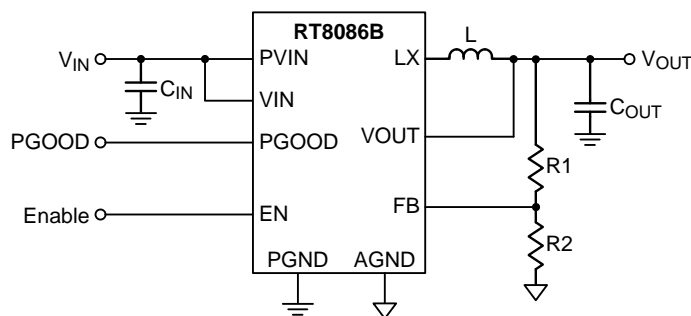 RT8086B
L
VIN
PVIN
LX
VOUT
CIN
VIN
COUT
PGOOD
PGOOD
VOUT
R1
Enable
EN
FB
R2
PGND
AGND